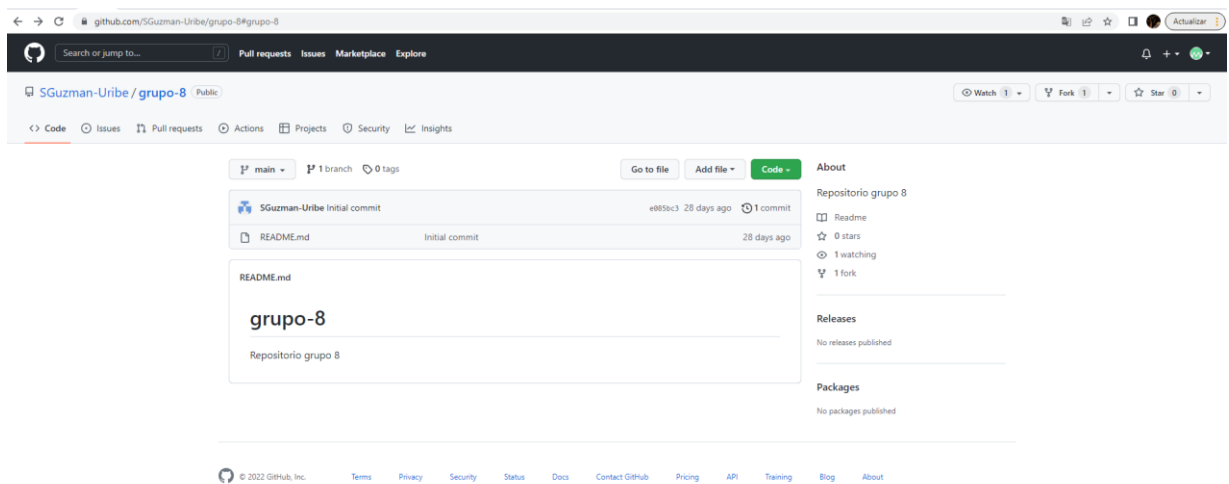 github.com/SGuzman-Uribe/grupo-8#grupo-8 Actualizar
Search or jump to... / Pull requests Issues Marketplace Explore
SGuzman-Uribe / grupo-8 Public Watch 1 Fork 1 Star 0
<> Code Issues Pull requests Actions Projects Security Insights
main 1 branch 0 tags Go to file Add file Code About
Repositorio grupo 8
SGuzman-Uribe Initial commit e085bc3 28 days ago 1 commit
Readme
README.md Initial commit 28 days ago
0 stars
1 watching
1 fork
README.md
grupo-8
Repositorio grupo 8
Releases
No releases published
Packages
No packages published
© 2022 GitHub, Inc. Terms Privacy Security Status Docs Contact GitHub Pricing API Training Blog About